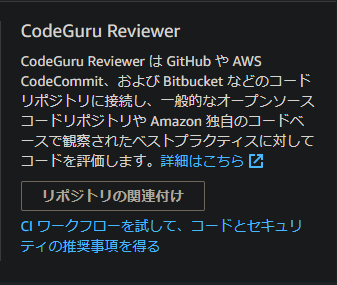 CodeGuru Reviewer
CodeGuru Reviewer は GitHub や AWS
CodeCommit、および Bitbucket などのコード
リポジトリに接続し、一般的なオープンソース
コードリポジトリや Amazon 独自のコードベ
ースで観察されたベストプラクティスに対して
コードを評価します。詳細はこちら
リポジトリの関連付け
CI ワークフローを試して、コードとセキュリ
ティの推奨事項を得る